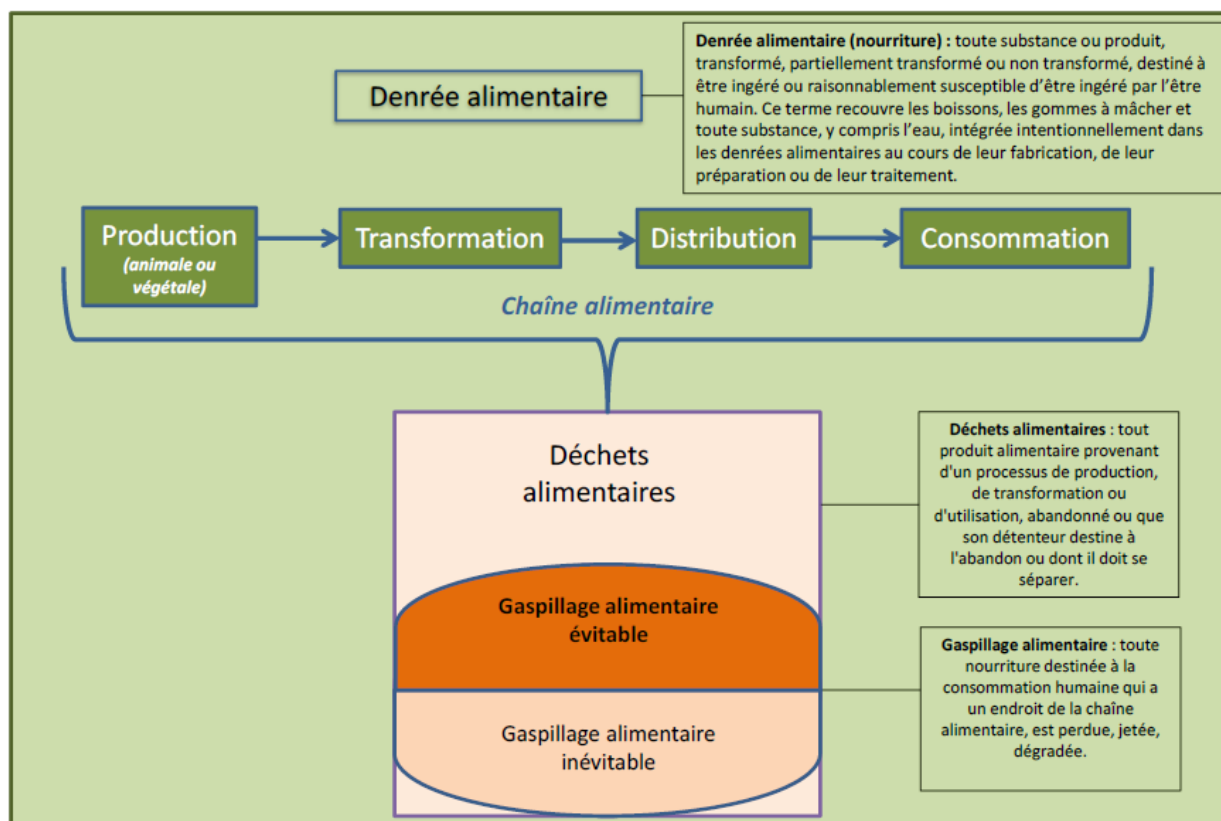 Denrée alimentaire
Denrée alimentaire (nourriture) : toute substance ou produit,
transformé, partiellement transformé ou non transformé, destiné à
être ingéré ou raisonnablement susceptible d'être ingéré par l'être
humain. Ce terme recouvre les boissons, les gommes à mâcher et
toute substance, y compris l'eau, intégrée intentionnellement dans
les denrées alimentaires au cours de leur fabrication, de leur
préparation ou de leur traitement.
Production
(animale ou
végétale)
Transformation
Distribution
Consommation
Chaîne alimentaire
Déchets
alimentaires
Déchets alimentaires : tout
produit alimentaire provenant
d'un processus de production,
de transformation ou
d'utilisation, abandonné ou que
son détenteur destine à
l'abandon ou dont il doit se
séparer.
Gaspillage alimentaire
évitable
Gaspillage alimentaire
inévitable
Gaspillage alimentaire : toute
nourriture destinée à la
consommation humaine qui a
un endroit de la chaîne
alimentaire, est perdue, jetée,
dégradée.